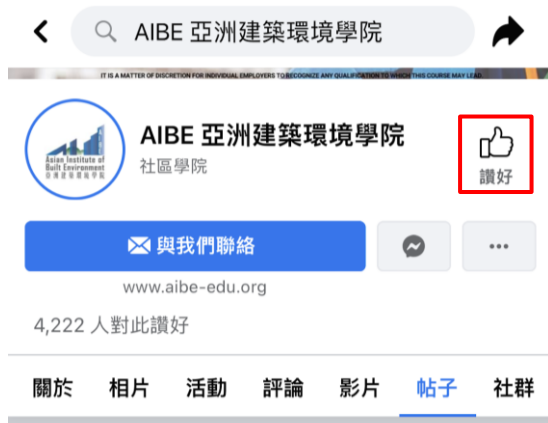 AIBE 亞洲建築環境學院
IT IS A MATTER OF DISCRETION FOR INDIVIDUAL EMPLOYERS TO RECOGNIZE ANY QUALIFICATION TO WHICH THIS COURSE MAY LEAD.
Asian Institute of
Built Environment
亞洲建築環境學院
AIBE 亞洲建築環境學院
社區學院
讚好
與我們聯絡
www.aibe-edu.org
4,222 人對此讚好
關於 相片 活動 評論 影片 帖子 社群